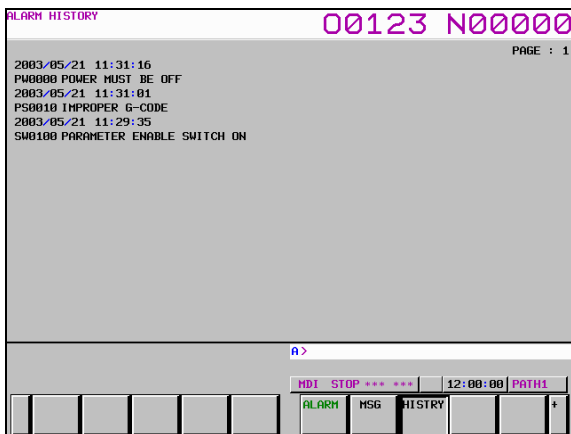 ALARM HISTORY
O0123 N00000
PAGE : 1
2003/05/21 11:31:16
PW0000 POWER MUST BE OFF
2003/05/21 11:31:01
PS0010 IMPROPER G-CODE
2003/05/21 11:29:35
SW0100 PARAMETER ENABLE SWITCH ON
A>
MDI STOP *** *** 12:00:00 PATH1
ALARM MSG HISTRY +